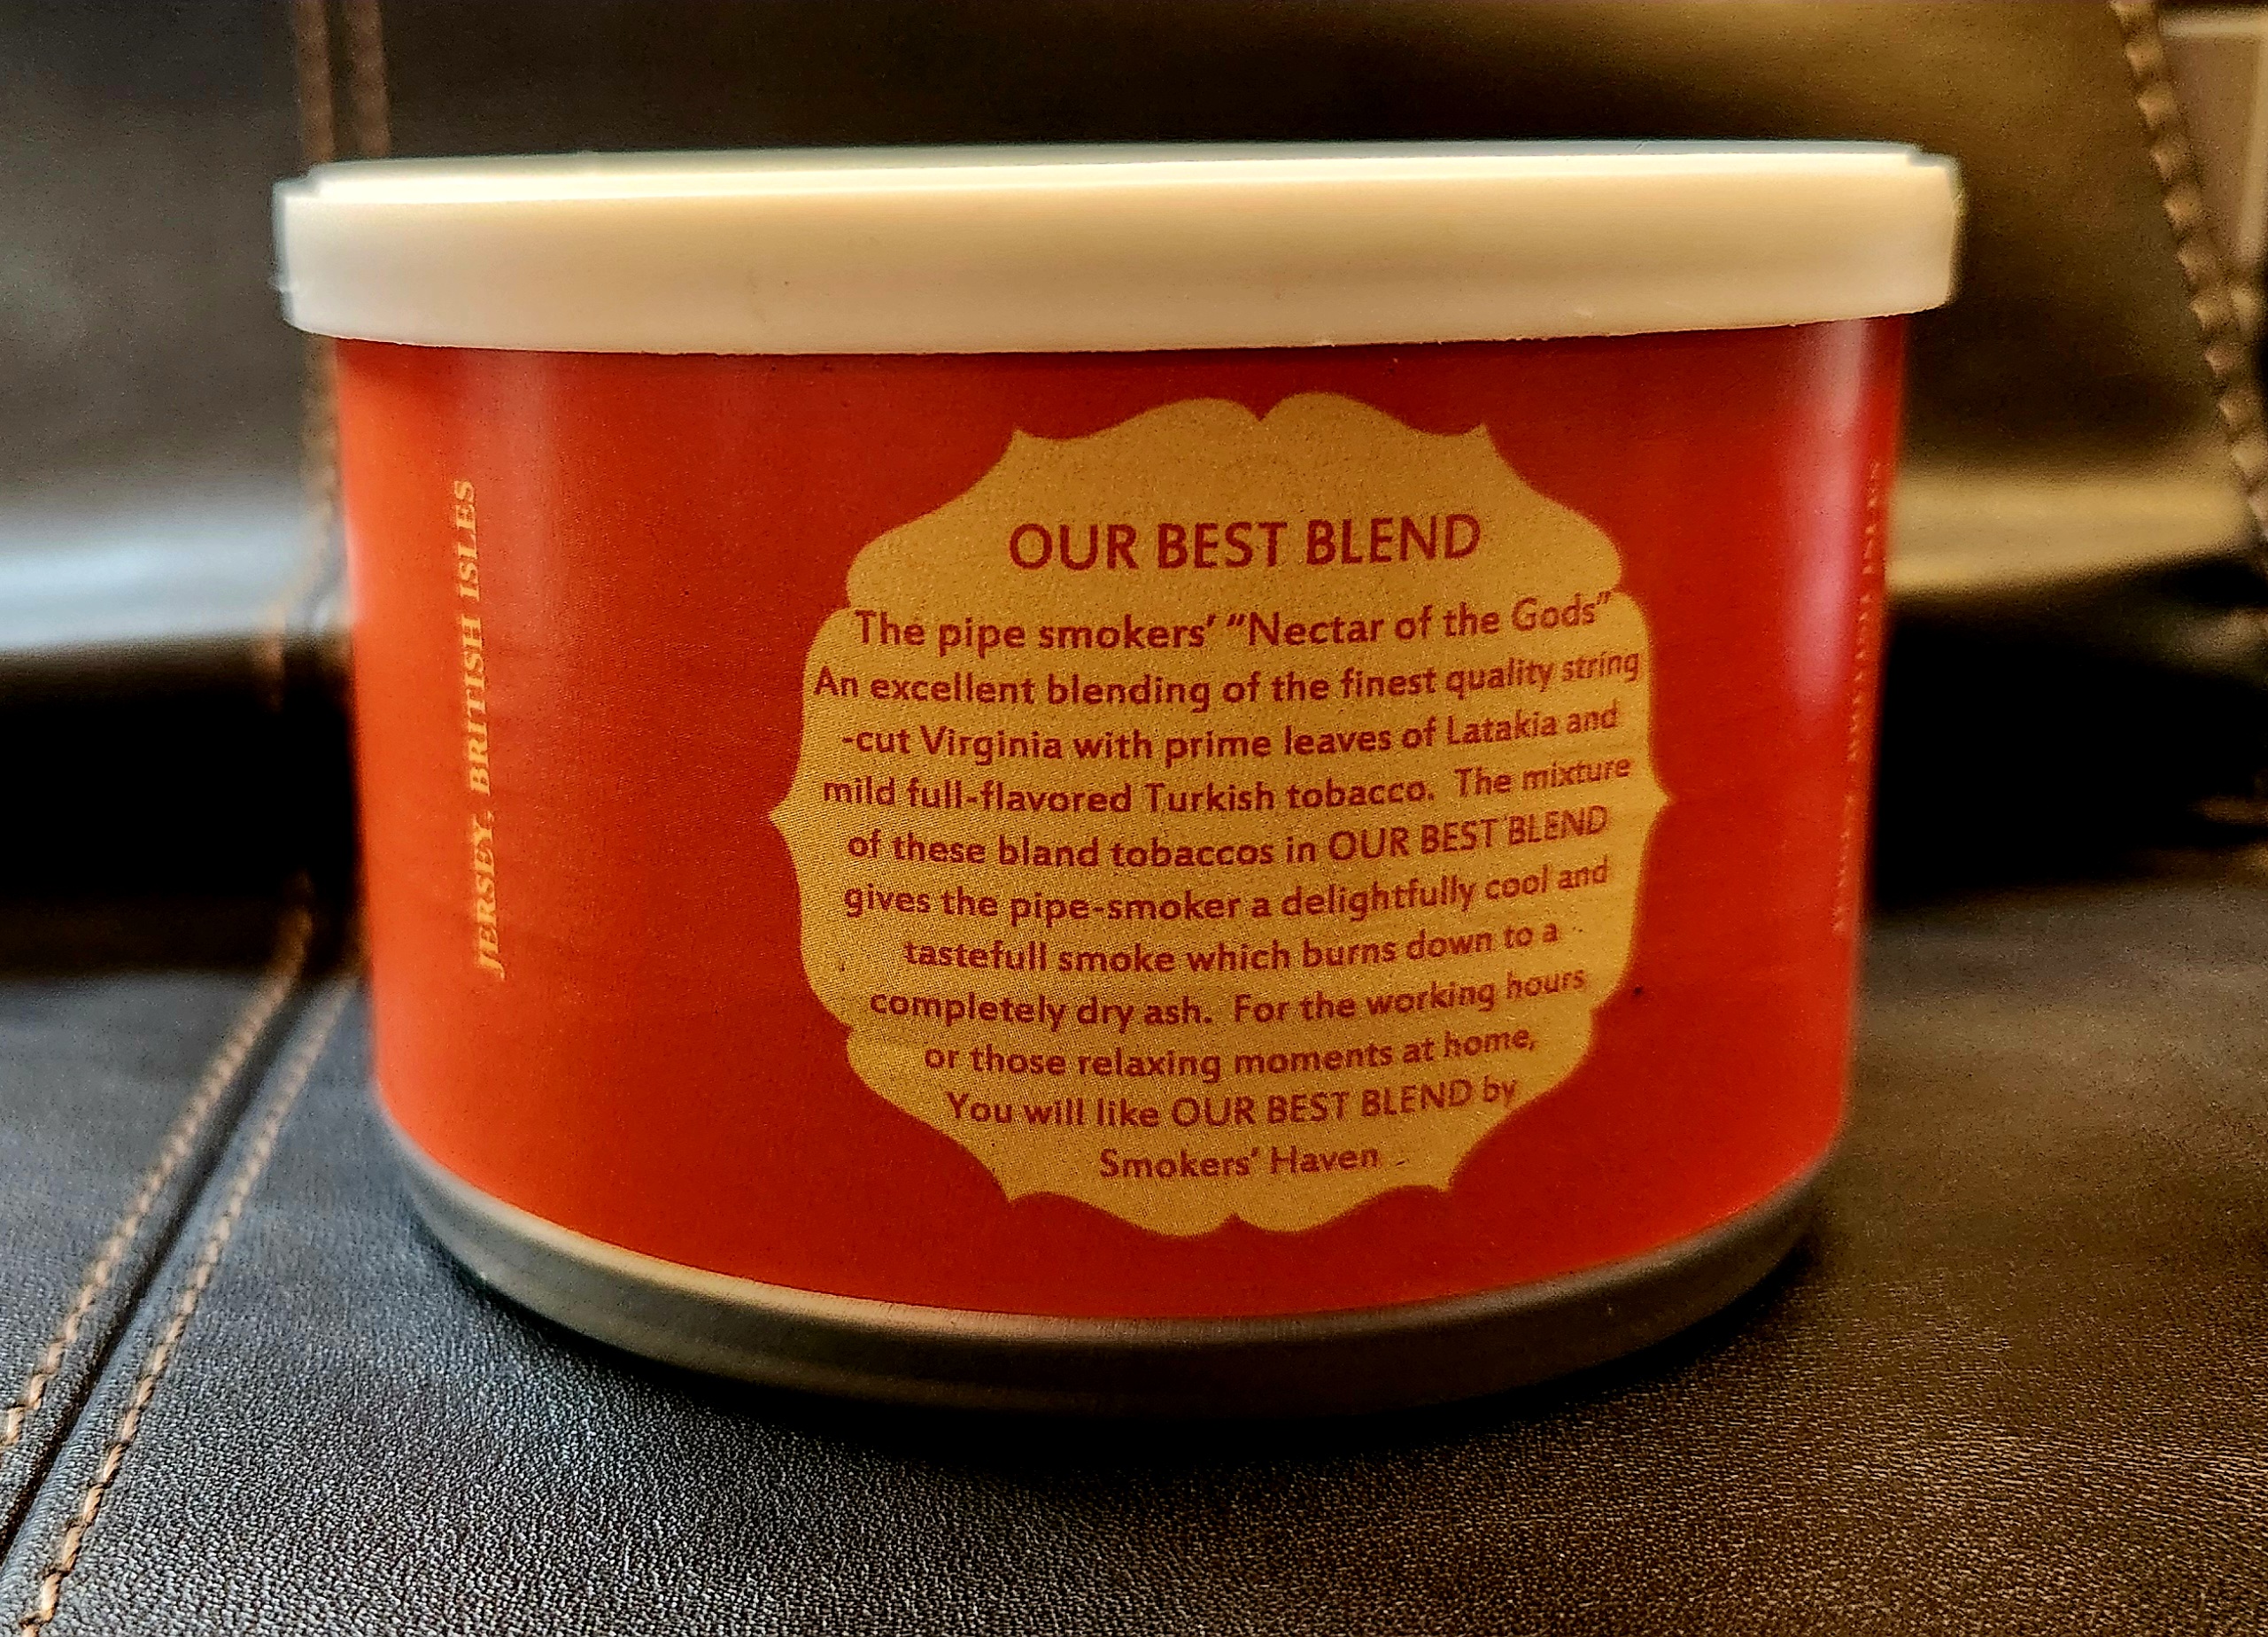 JERSEY, BRITISH ISLES
OUR BEST BLEND
The pipe smokers' "Nectar of the Gods"
An excellent blending of the finest quality string
-cut Virginia with prime leaves of Latakia and
mild full-flavored Turkish tobacco. The mixture
of these bland tobaccos in OUR BEST BLEND
gives the pipe-smoker a delightfully cool and
tastefull smoke which burns down to a
completely dry ash. For the working hours
or those relaxing moments at home,
You will like OUR BEST BLEND by
Smokers' Haven